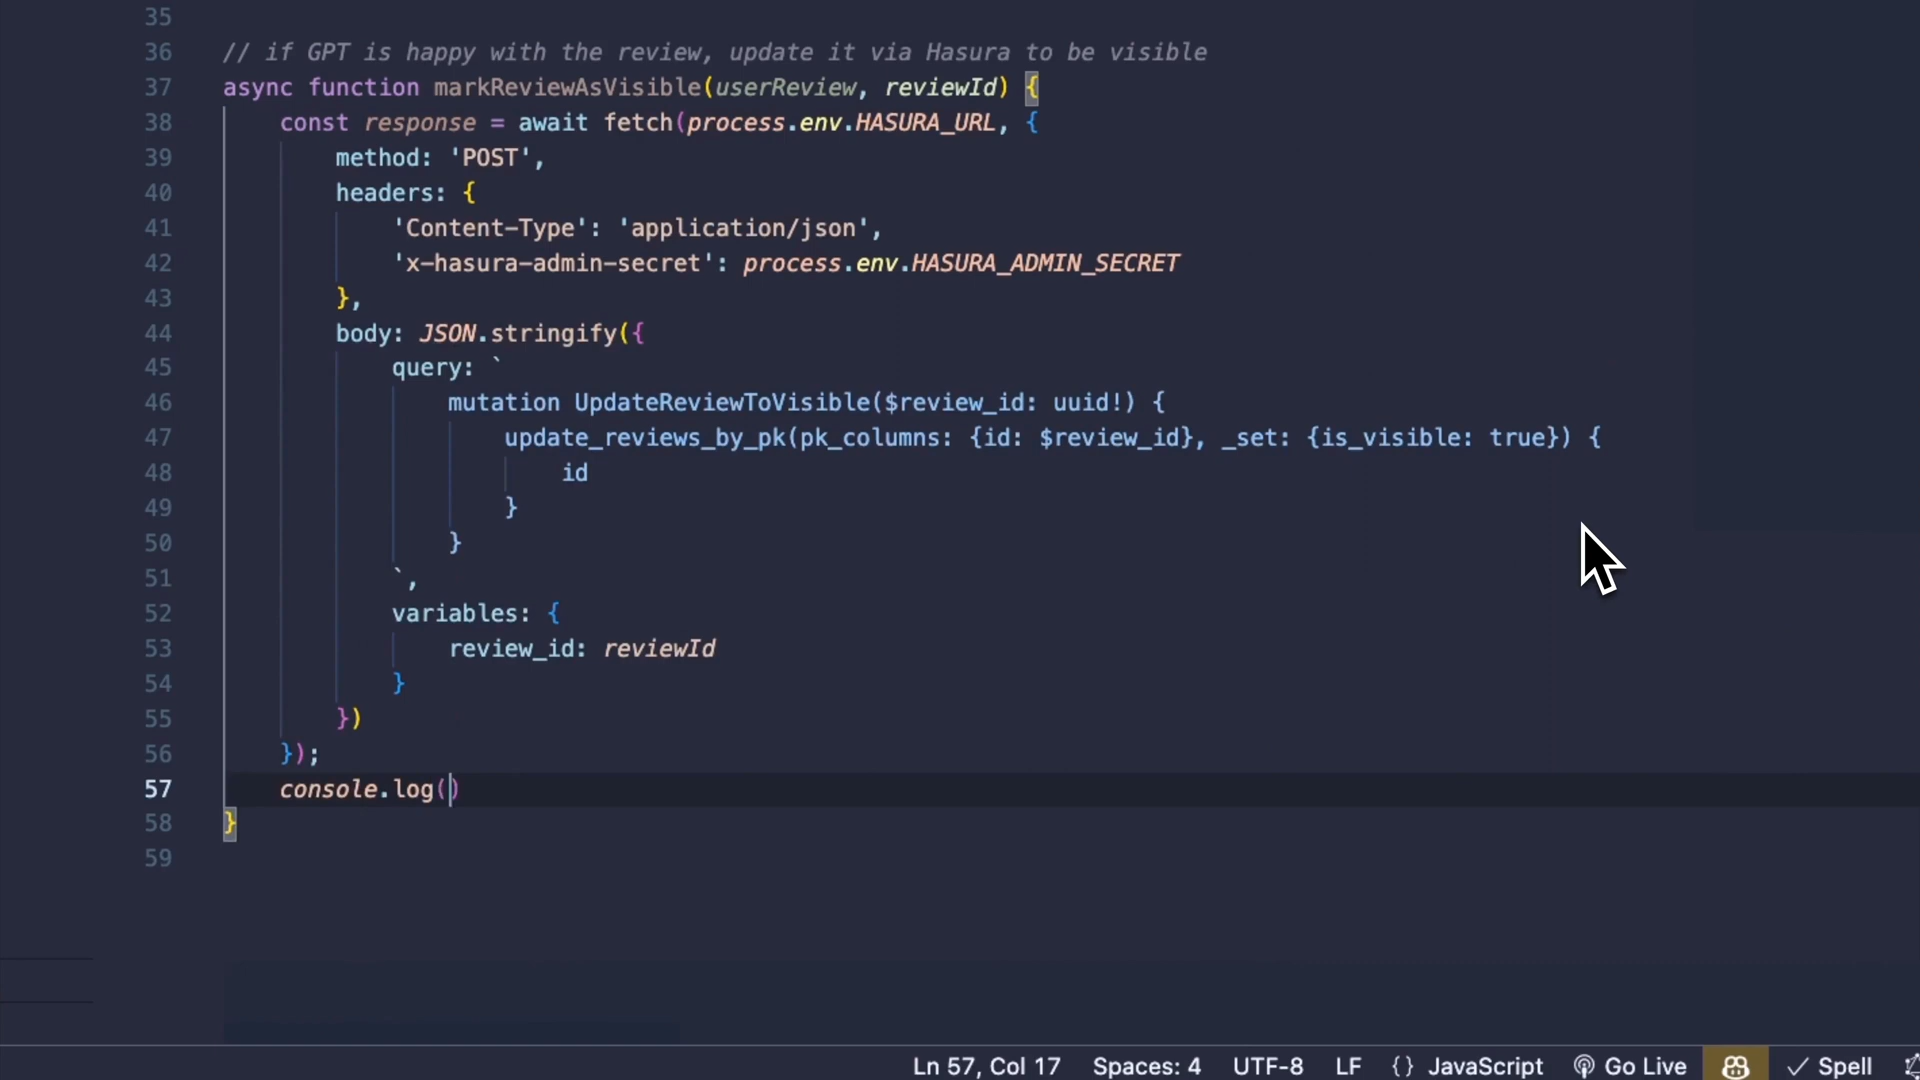 35
36 // if GPT is happy with the review, update it via Hasura to be visible
37 async function markReviewAsVisible(userReview, reviewId) {
38     const response = await fetch(process.env.HASURA_URL, {
39         method: 'POST',
40         headers: {
41             'Content-Type': 'application/json',
42             'x-hasura-admin-secret': process.env.HASURA_ADMIN_SECRET
43         },
44         body: JSON.stringify({
45             query: `
46                 mutation UpdateReviewToVisible($review_id: uuid!) {
47                     update_reviews_by_pk(pk_columns: {id: $review_id}, _set: {is_visible: true}) {
48                         id
49                     }
50                 }
51             `,
52             variables: {
53                 review_id: reviewId
54             }
55         })
56     });
57     console.log()
58 }
59
Ln 57, Col 17 Spaces: 4 UTF-8 LF {} JavaScript Go Live Spell